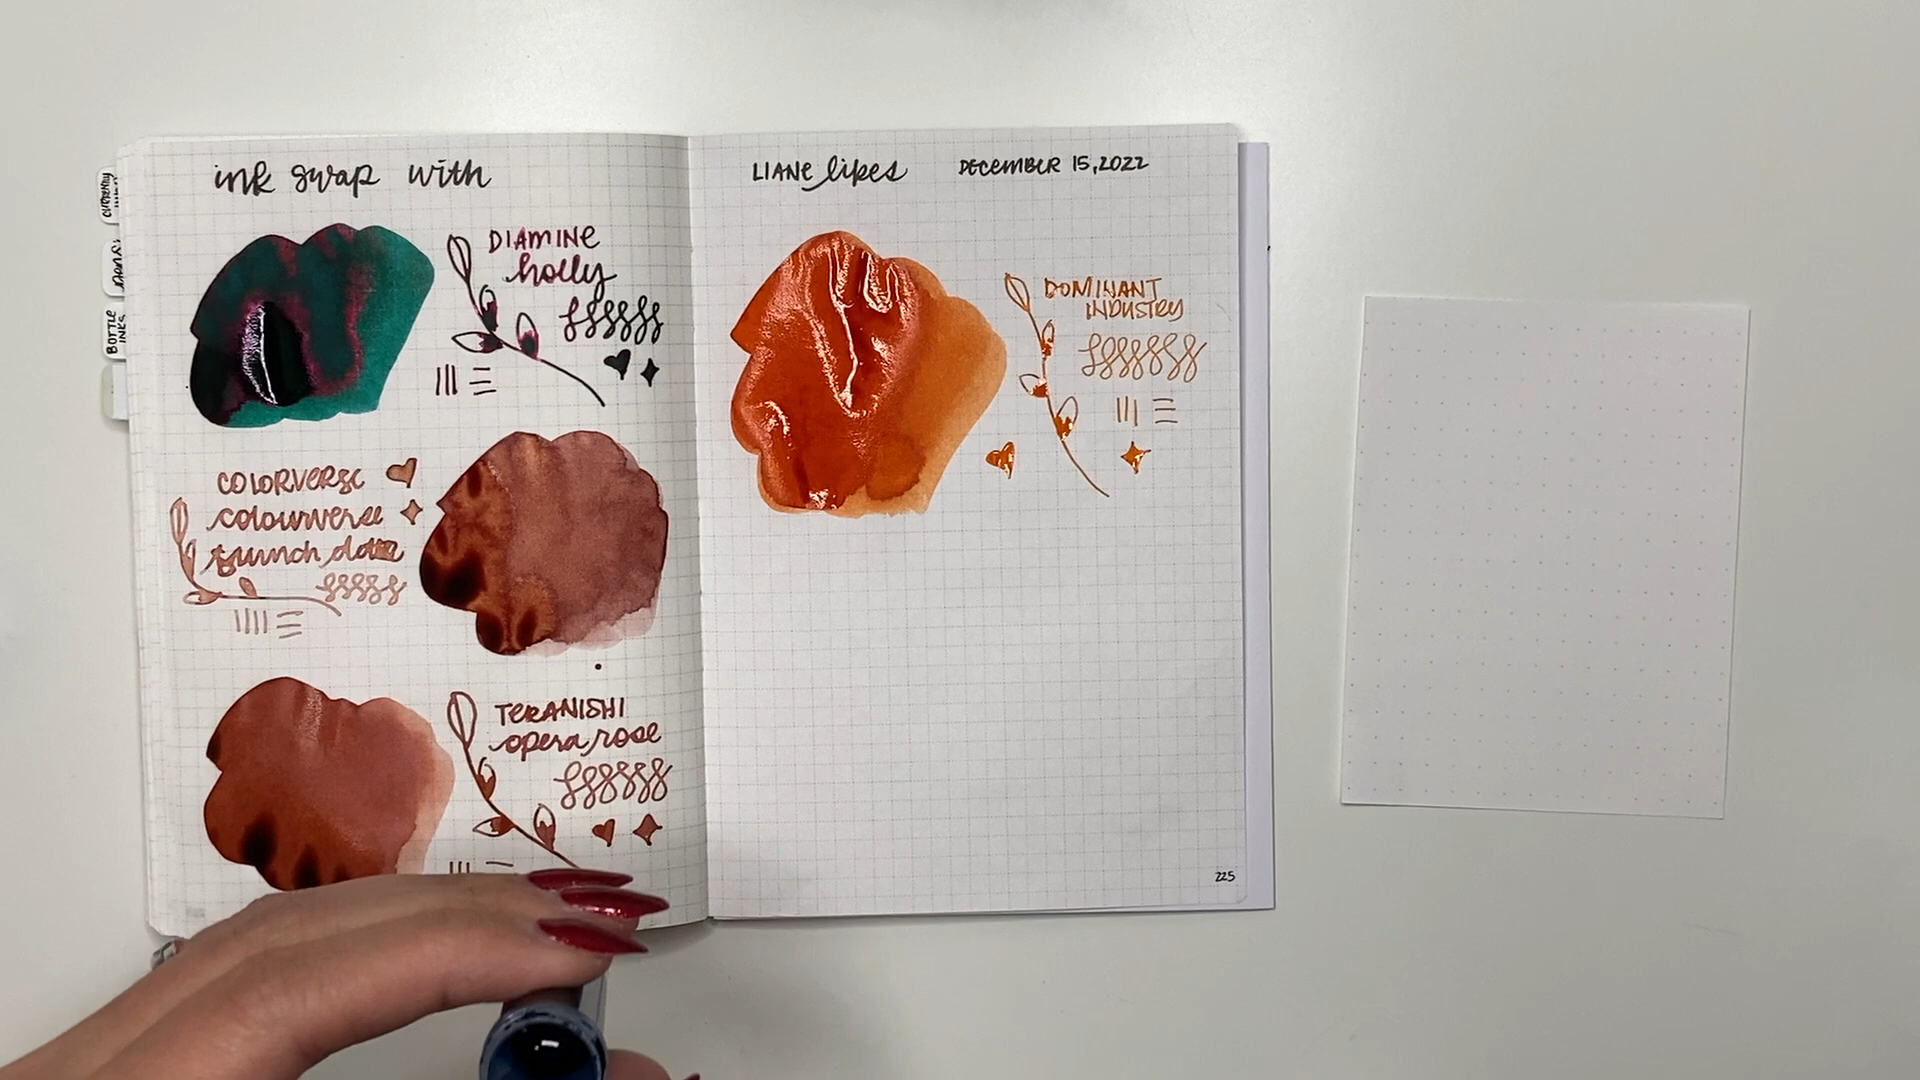 ink swap with
DIAMINE
holly
COLORVERSE
colourverse
brunch date
TERANISHI
opera rose
BOTTLE
INKS
LIANE likes DECEMBER 15, 2022
DOMINANT
INDUSTRY
225